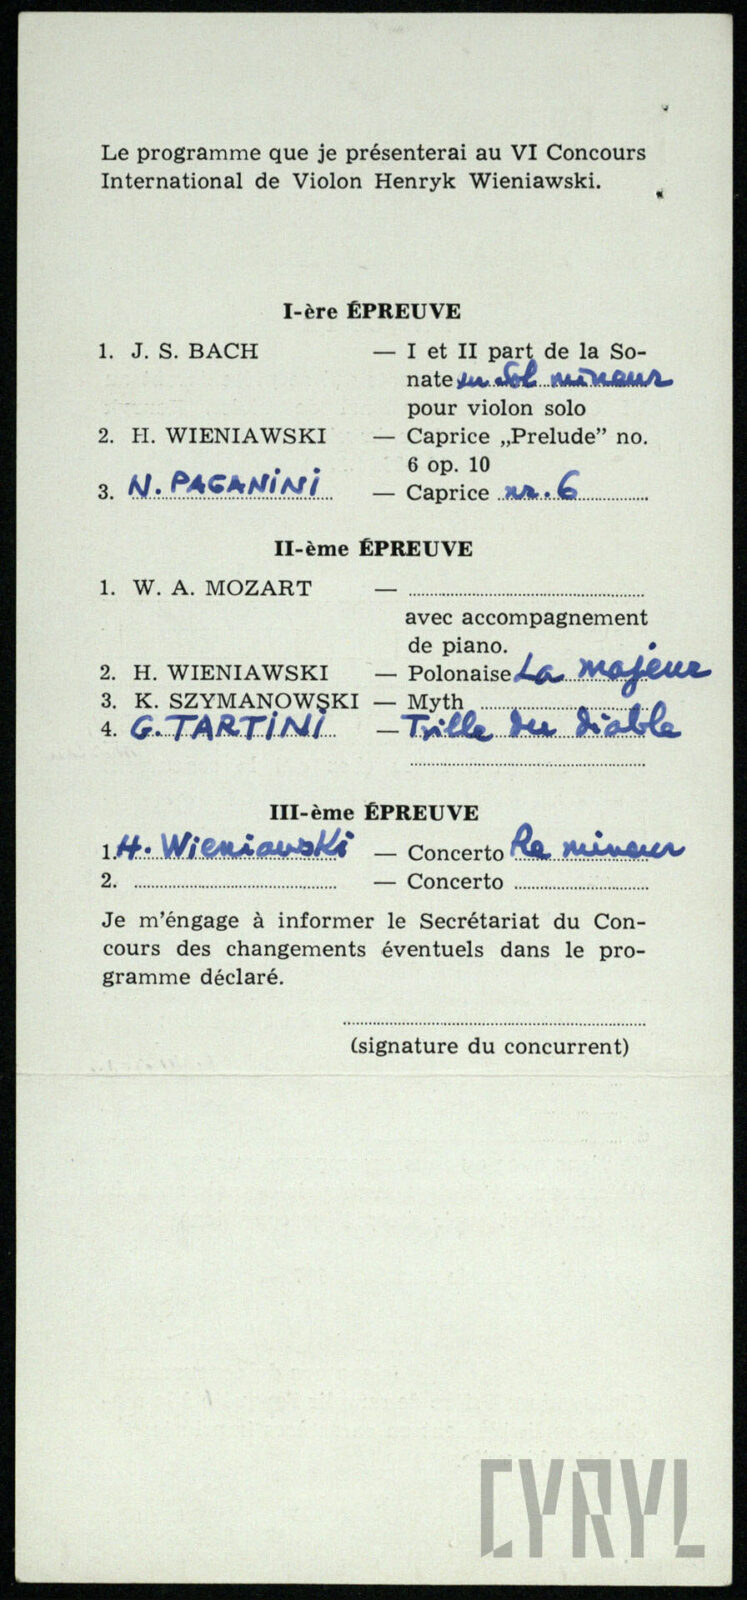 Le programme que je présenterai au VI Concours
International de Violon Henryk Wieniawski.
I-ère ÉPREUVE
1. J. S. BACH — I et II part de la So-
nate en Sol mineur
pour violon solo
2. H. WIENIAWSKI — Caprice „Prelude” no.
6 op. 10
3. N. PAGANINI — Caprice nr. 6
II-ème ÉPREUVE
1. W. A. MOZART —
avec accompagnement
de piano.
2. H. WIENIAWSKI — Polonaise La majeur
3. K. SZYMANOWSKI — Myth
4. G. TARTINI — Trille du diable
III-ème ÉPREUVE
1. H. Wieniawski — Concerto Re mineur
2. — Concerto
Je m’éngage à informer le Secrétariat du Con-
cours des changements éventuels dans le pro-
gramme déclaré.
(signature du concurrent)
CYRYL